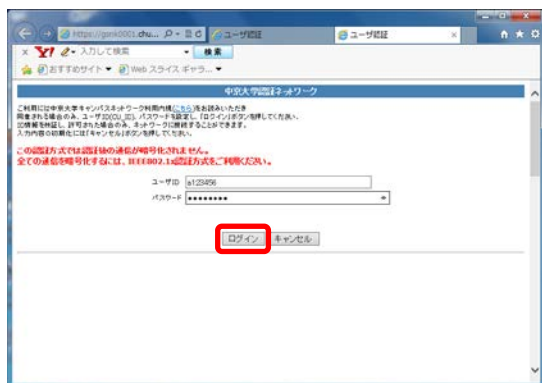 https://gsnk0001.chu...
ユーザ認証
ユーザ認証
入力して検索
検索
おすすめサイト
Web スライス ギャラ...
中京大学認証ネットワーク
ご利用には中京大学キャンパスネットワーク利用内規(こちら)をお読みいただき
同意される場合のみ、ユーザID(CU_ID)、パスワードを設定し、「ログイン」ボタンを押してください。
ID情報を検証し、許可された場合のみ、ネットワークに接続することができます。
入力内容の初期化には「キャンセル」ボタンを押してください。
この認証方式では認証後の通信が暗号化されません。
全ての通信を暗号化するには、IEEE802.1x認証方式をご利用ください。
ユーザID a123456
パスワード ●●●●●●●●
ログイン キャンセル